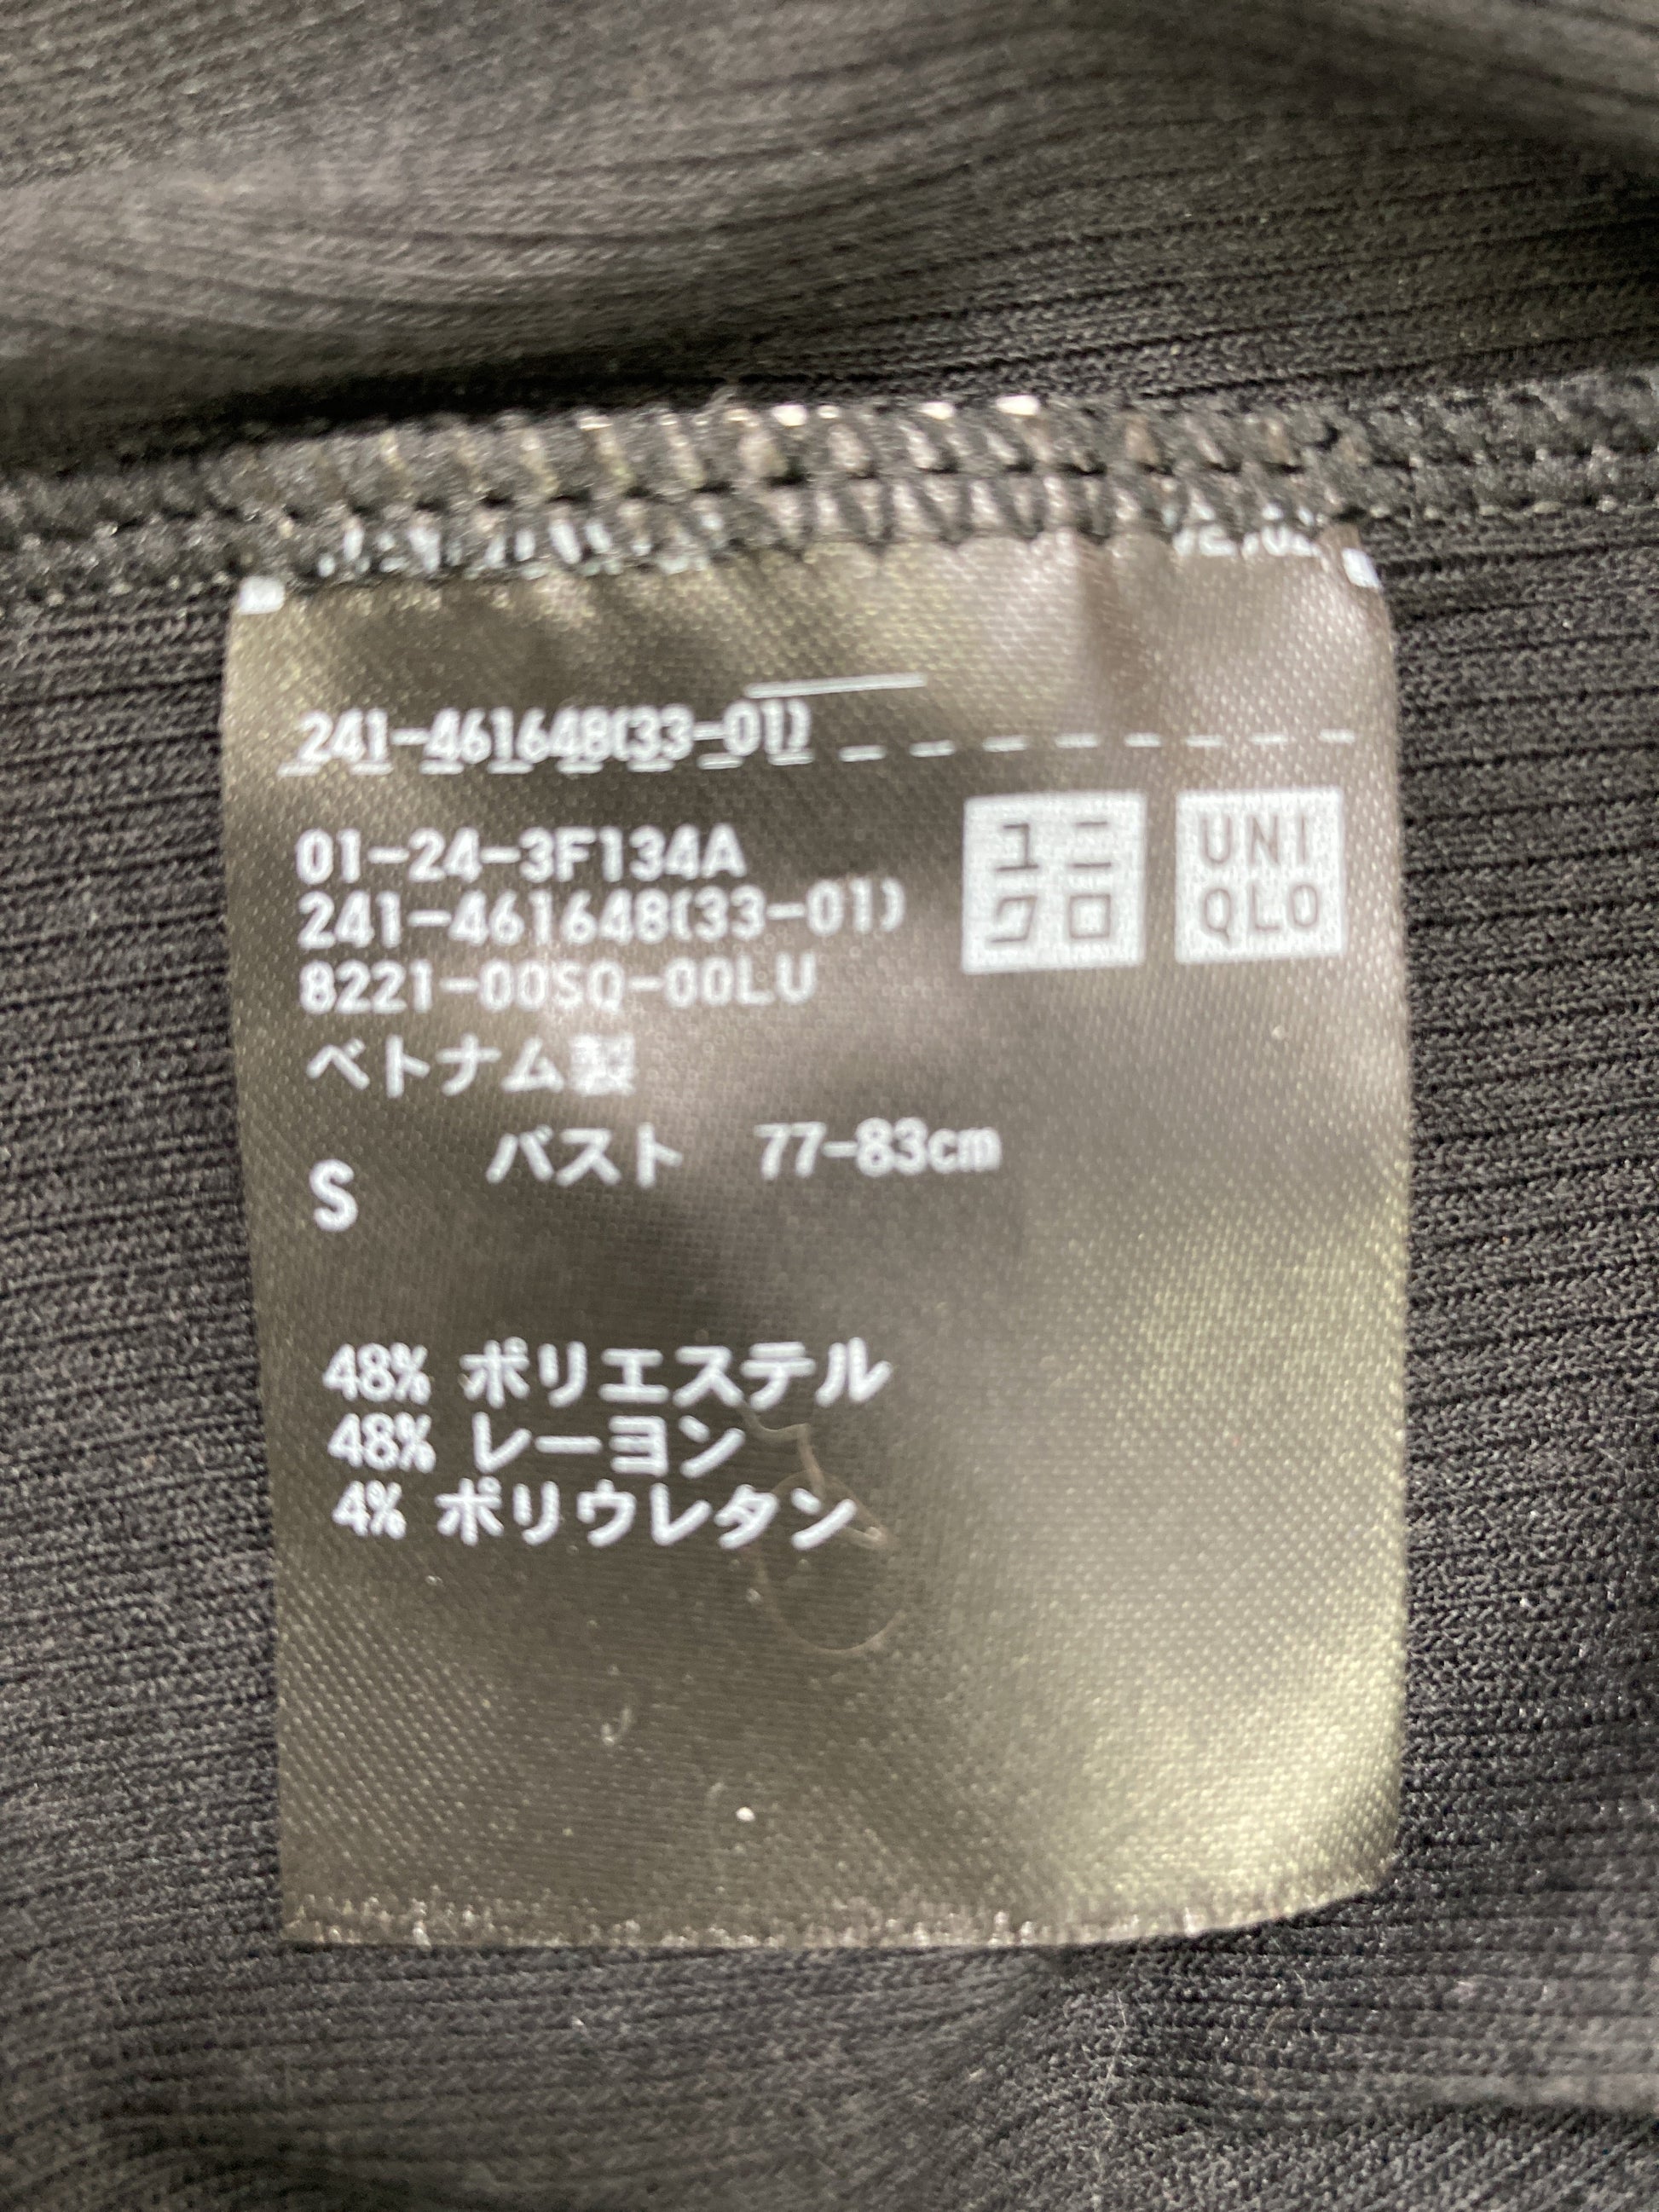 241-461648(33-01)
01-24-3F134A
241-461648(33-01)
8221-00SQ-00LU
ユニ
クロ
UNI
QLO
ベトナム製
S
バスト 77-83cm
48% ポリエステル
48% レーヨン
4% ポリウレタン